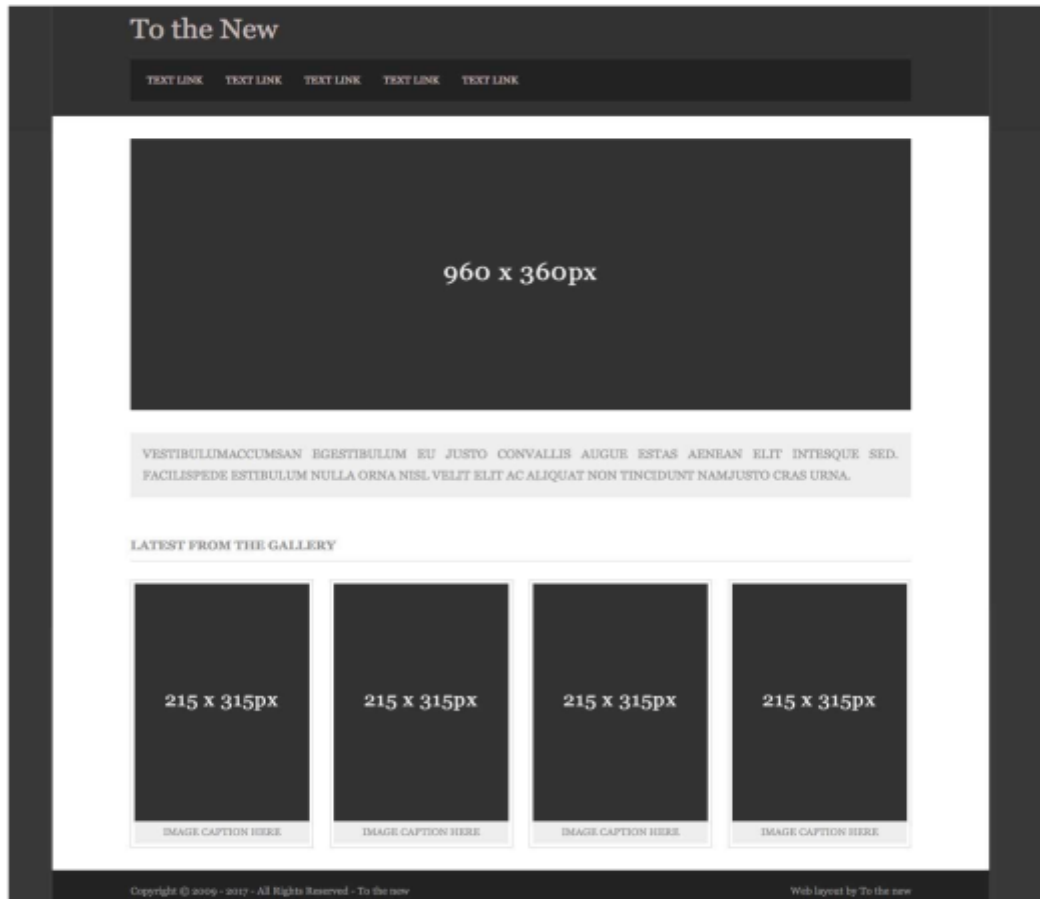 To the New
TEXT LINK TEXT LINK TEXT LINK TEXT LINK TEXT LINK
960 x 360px
VESTIBULUMACCUMSAN EGESTIBULUM EU JUSTO CONVALLIS AUGUE ESTAS AENEAN ELIT INTESQUE SED.
FACILISPEDE ESTIBULUM NULLA ORNA NISL VELIT ELIT AC ALIQUAT NON TINCIDUNT NAMJUSTO CRAS URNA.
LATEST FROM THE GALLERY
215 x 315px 215 x 315px 215 x 315px 215 x 315px
IMAGE CAPTION HERE IMAGE CAPTION HERE IMAGE CAPTION HERE IMAGE CAPTION HERE
Copyright © 2009 - 2017 - All Rights Reserved - To the new Web layout by To the new